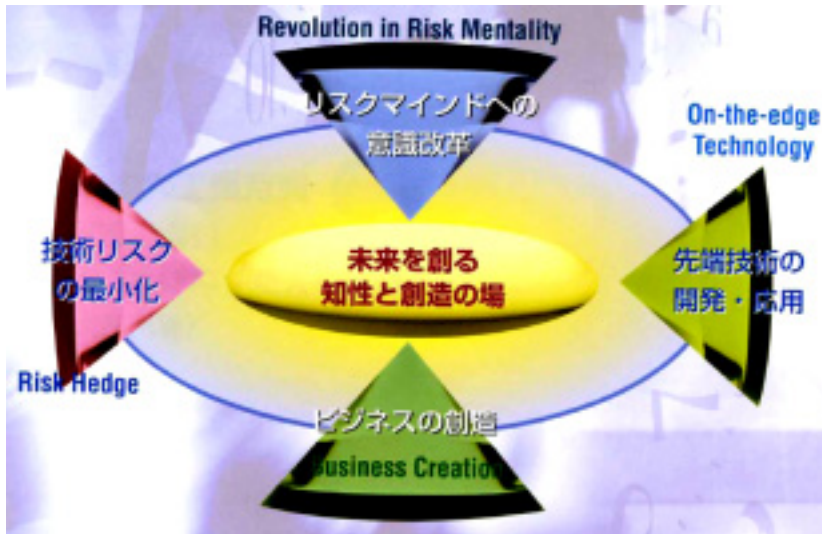 Revolution in Risk Mentality
リスクマインドへの
意識改革
On-the-edge
Technology
技術リスク
の最小化
未来を創る
知性と創造の場
先端技術の
開発・応用
Risk Hedge
ビジネスの創造
Business Creation